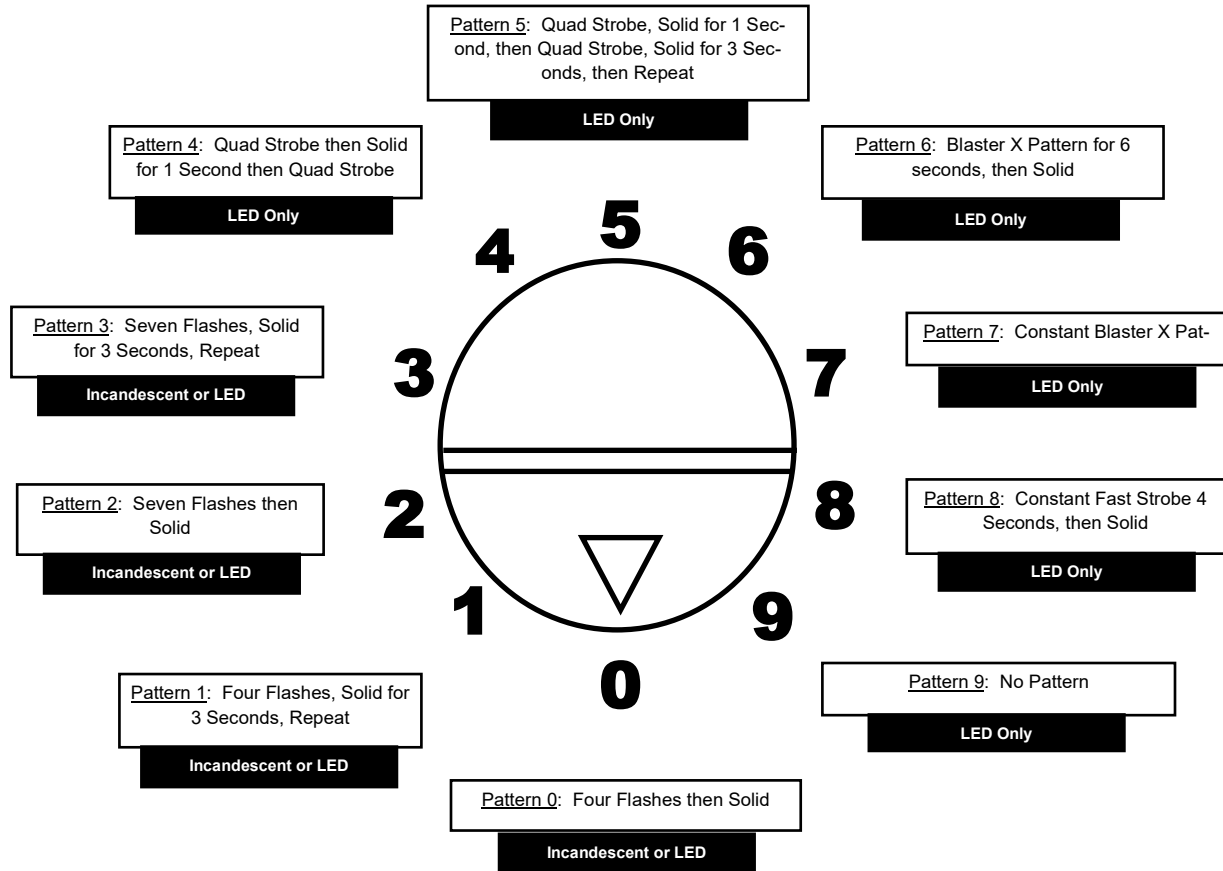 Pattern 5: Quad Strobe, Solid for 1 Sec-
ond, then Quad Strobe, Solid for 3 Sec-
onds, then Repeat
LED Only
Pattern 4: Quad Strobe then Solid
for 1 Second then Quad Strobe
LED Only
Pattern 6: Blaster X Pattern for 6
seconds, then Solid
LED Only
5
4
6
Pattern 3: Seven Flashes, Solid
for 3 Seconds, Repeat
Incandescent or LED
3
7
Pattern 7: Constant Blaster X Pat-
LED Only
Pattern 2: Seven Flashes then
Solid
Incandescent or LED
2
8
Pattern 8: Constant Fast Strobe 4
Seconds, then Solid
LED Only
1
9
0
Pattern 1: Four Flashes, Solid for
3 Seconds, Repeat
Incandescent or LED
Pattern 9: No Pattern
LED Only
Pattern 0: Four Flashes then Solid
Incandescent or LED